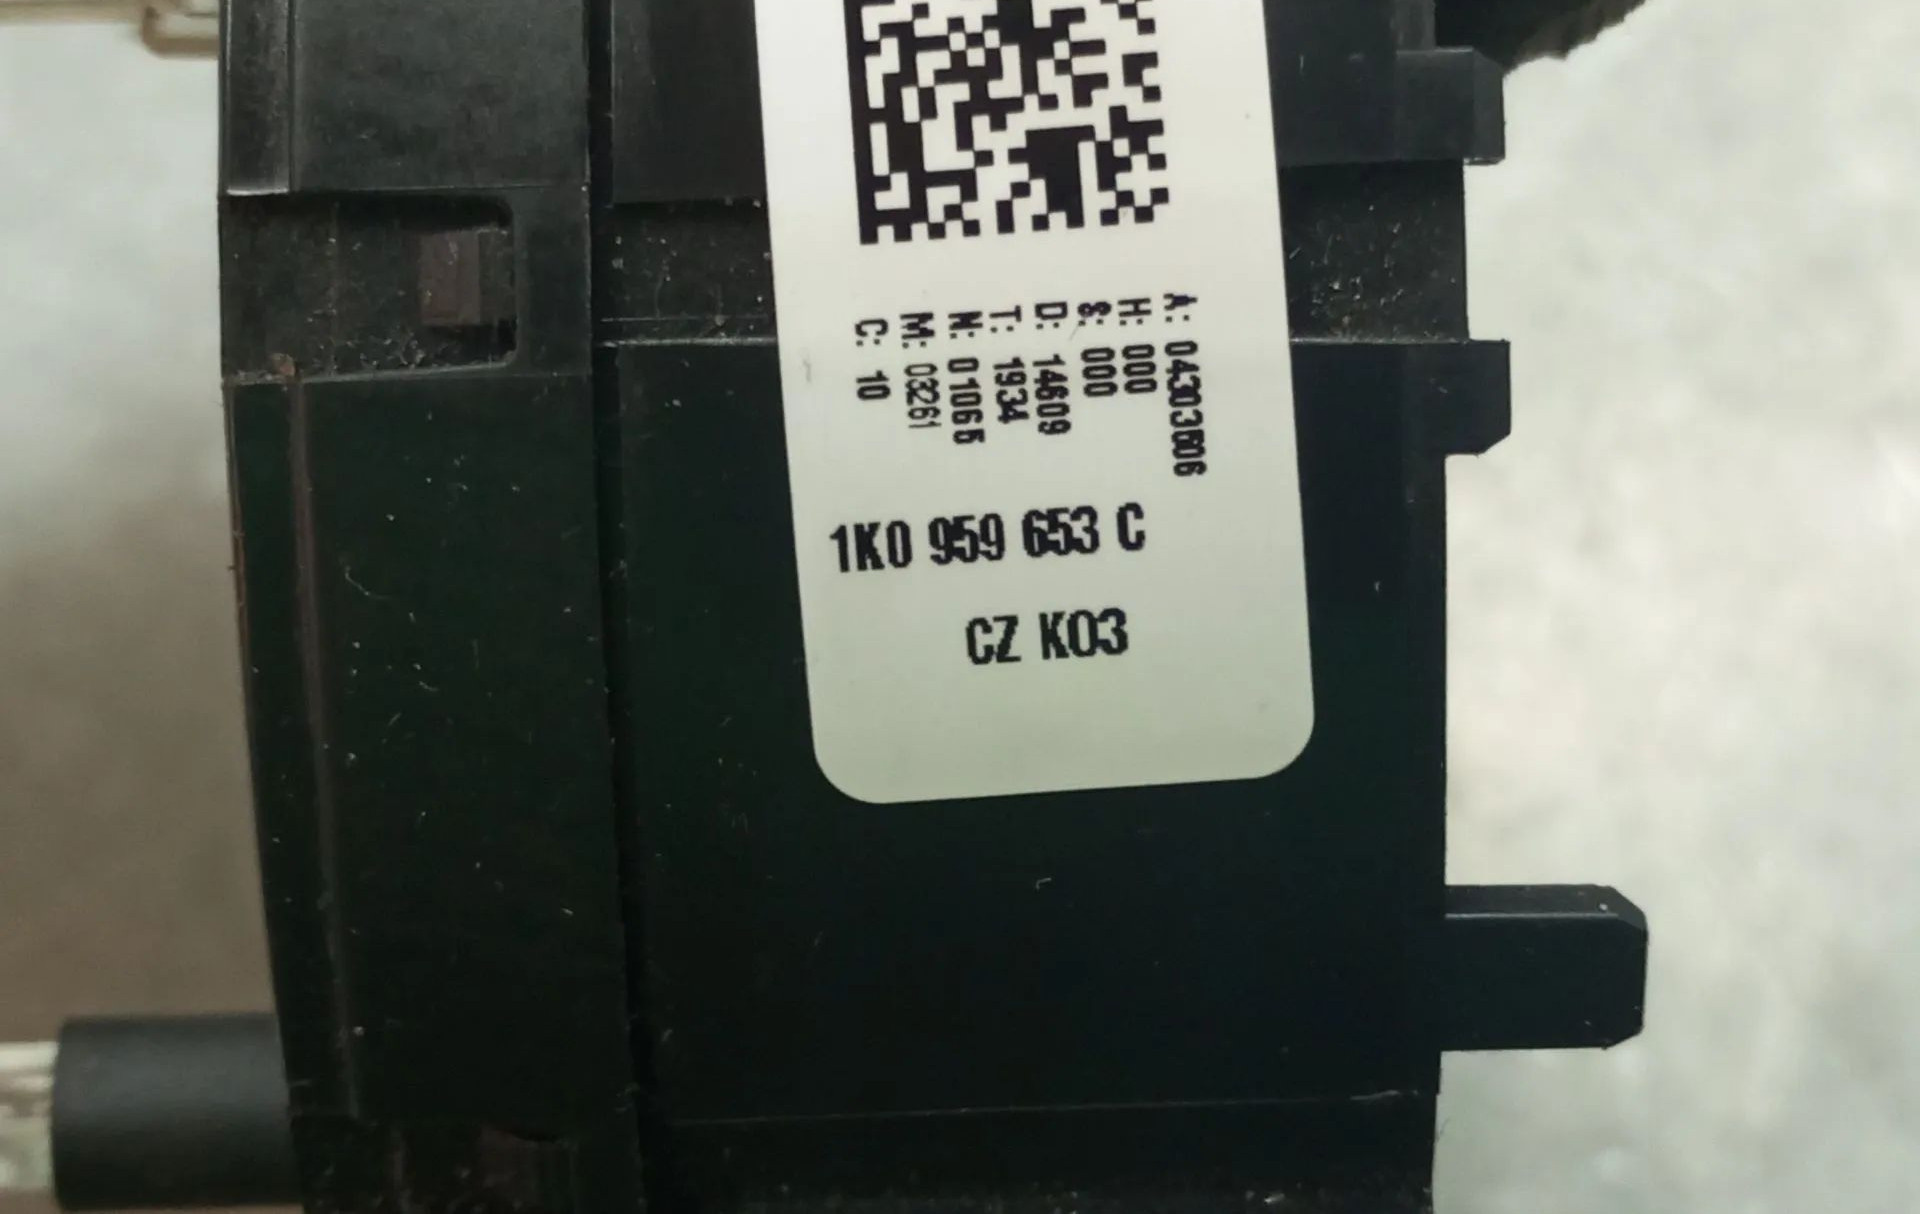 A: 04303606
H: 000
S: 000
D: 14609
T: 1934
N: 01065
M: 03261
C: 10
1K0 959 653 C
CZ K03